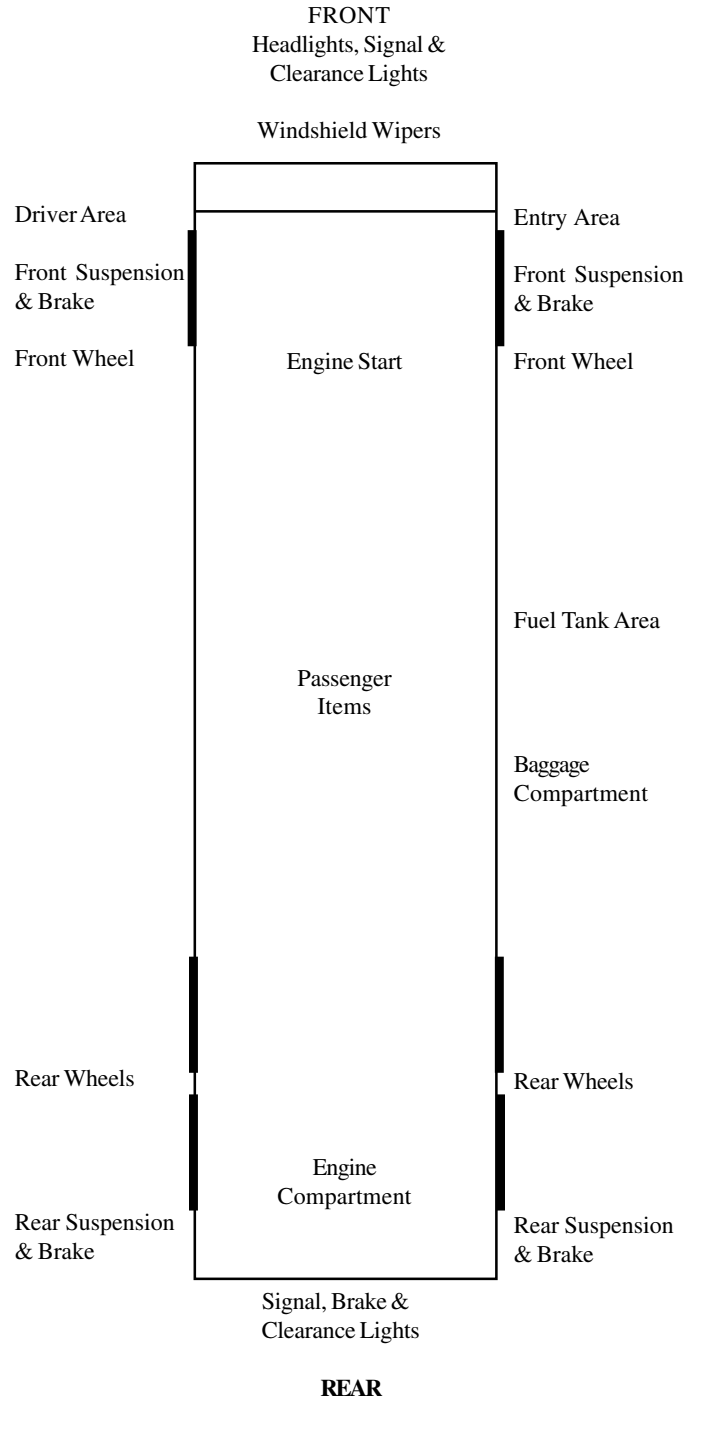 FRONT
Headlights, Signal &
Clearance Lights
Windshield Wipers
Driver Area
Entry Area
Front Suspension
& Brake
Front Suspension
& Brake
Front Wheel
Engine Start
Front Wheel
Fuel Tank Area
Passenger
Items
Baggage
Compartment
Rear Wheels
Rear Wheels
Engine
Compartment
Rear Suspension
& Brake
Rear Suspension
& Brake
Signal, Brake &
Clearance Lights
REAR